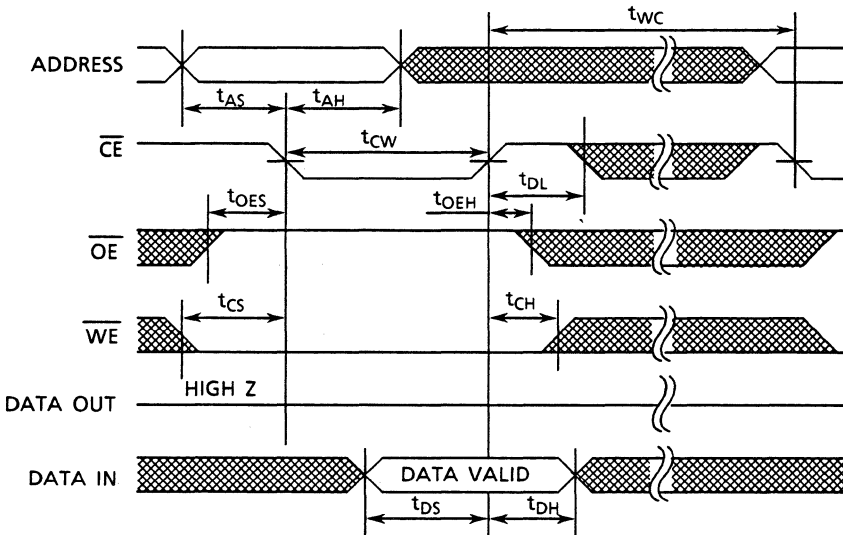 tWC
ADDRESS
tAS
tAH
CE
tCW
tDL
tOES
tOEH
OE
tCS
tCH
WE
HIGH Z
DATA OUT
DATA IN
DATA VALID
tDS
tDH